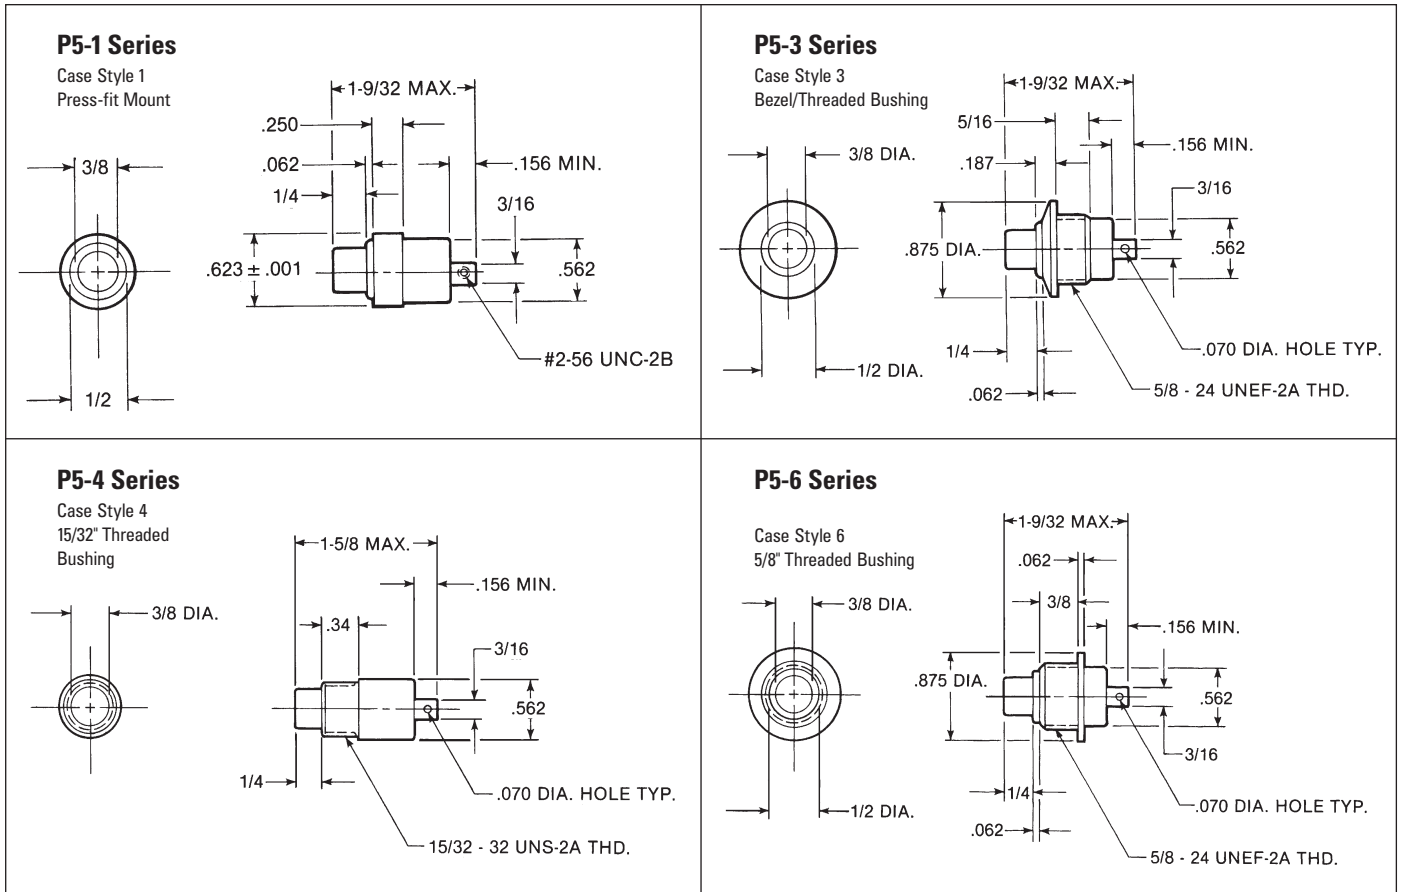 P5-1 Series
Case Style 1
Press-fit Mount
1-9/32 MAX.
.250
.062
.156 MIN.
3/8
1/4
3/16
.623 ± .001
.562
#2-56 UNC-2B
1/2
P5-3 Series
Case Style 3
Bezel/Threaded Bushing
1-9/32 MAX.
5/16
3/8 DIA.
.187
.156 MIN.
3/16
.875 DIA.
.562
1/4
.070 DIA. HOLE TYP.
1/2 DIA.
.062
5/8 - 24 UNEF-2A THD.
P5-4 Series
Case Style 4
15/32" Threaded
Bushing
1-5/8 MAX.
.156 MIN.
3/8 DIA.
.34
3/16
.562
1/4
.070 DIA. HOLE TYP.
15/32 - 32 UNS-2A THD.
P5-6 Series
Case Style 6
5/8" Threaded Bushing
1-9/32 MAX.
.062
3/8 DIA.
3/8
.156 MIN.
.875 DIA.
.562
3/16
1/4
.070 DIA. HOLE TYP.
1/2 DIA.
.062
5/8 - 24 UNEF-2A THD.